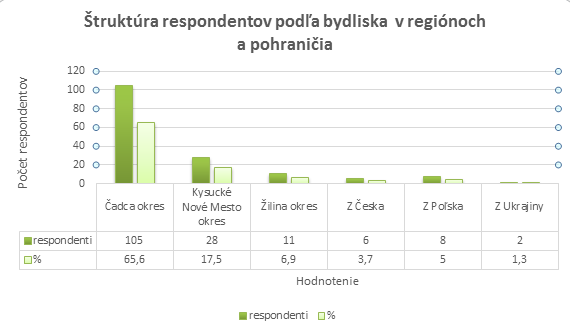 Štruktúra respondentov podľa bydliska v regiónoch
a pohraničia
Počet respondentov
120
100
80
60
40
20
0
Čadca okres
Kysucké
Nové Mesto
okres
Žilina okres
Z Česka
Z Poľska
Z Ukrajiny
respondenti 105 28 11 6 8 2
% 65,6 17,5 6,9 3,7 5 1,3
Hodnotenie
respondenti %